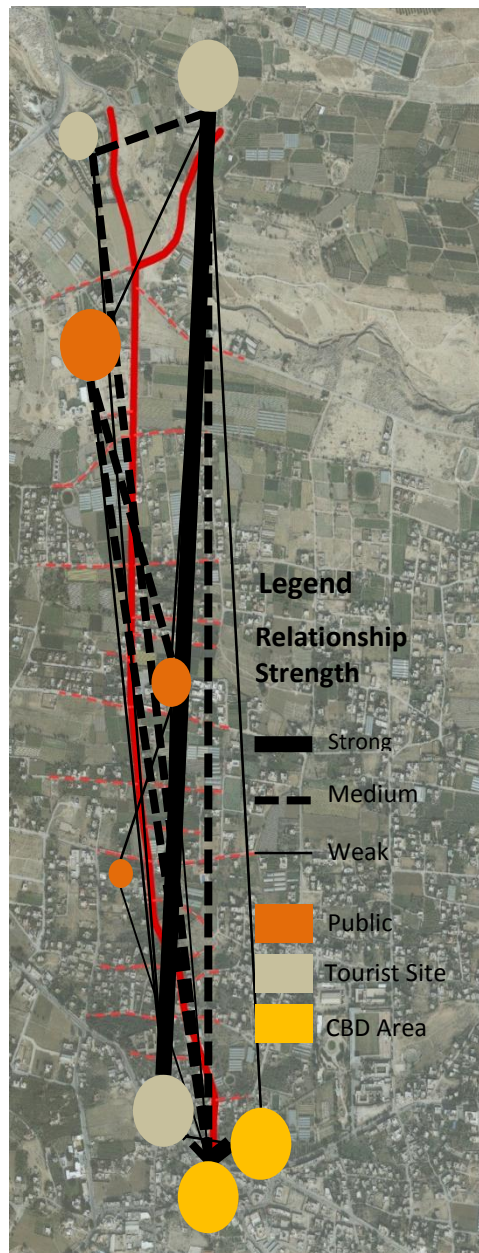 Legend
Relationship
Strength
Strong
Medium
Weak
Public
Tourist Site
CBD Area